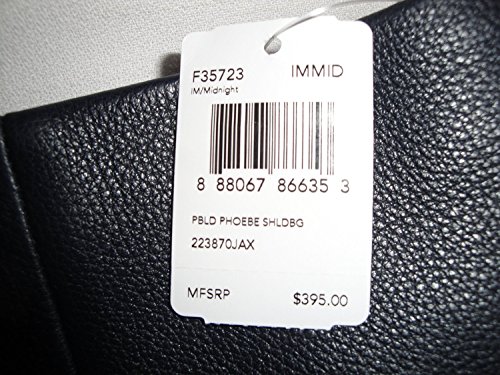 F35723 IMMID
IM/Midnight
8 88067 86635 3
PBLD PHOEBE SHLDBG
223870JAX
MFSRP $395.00